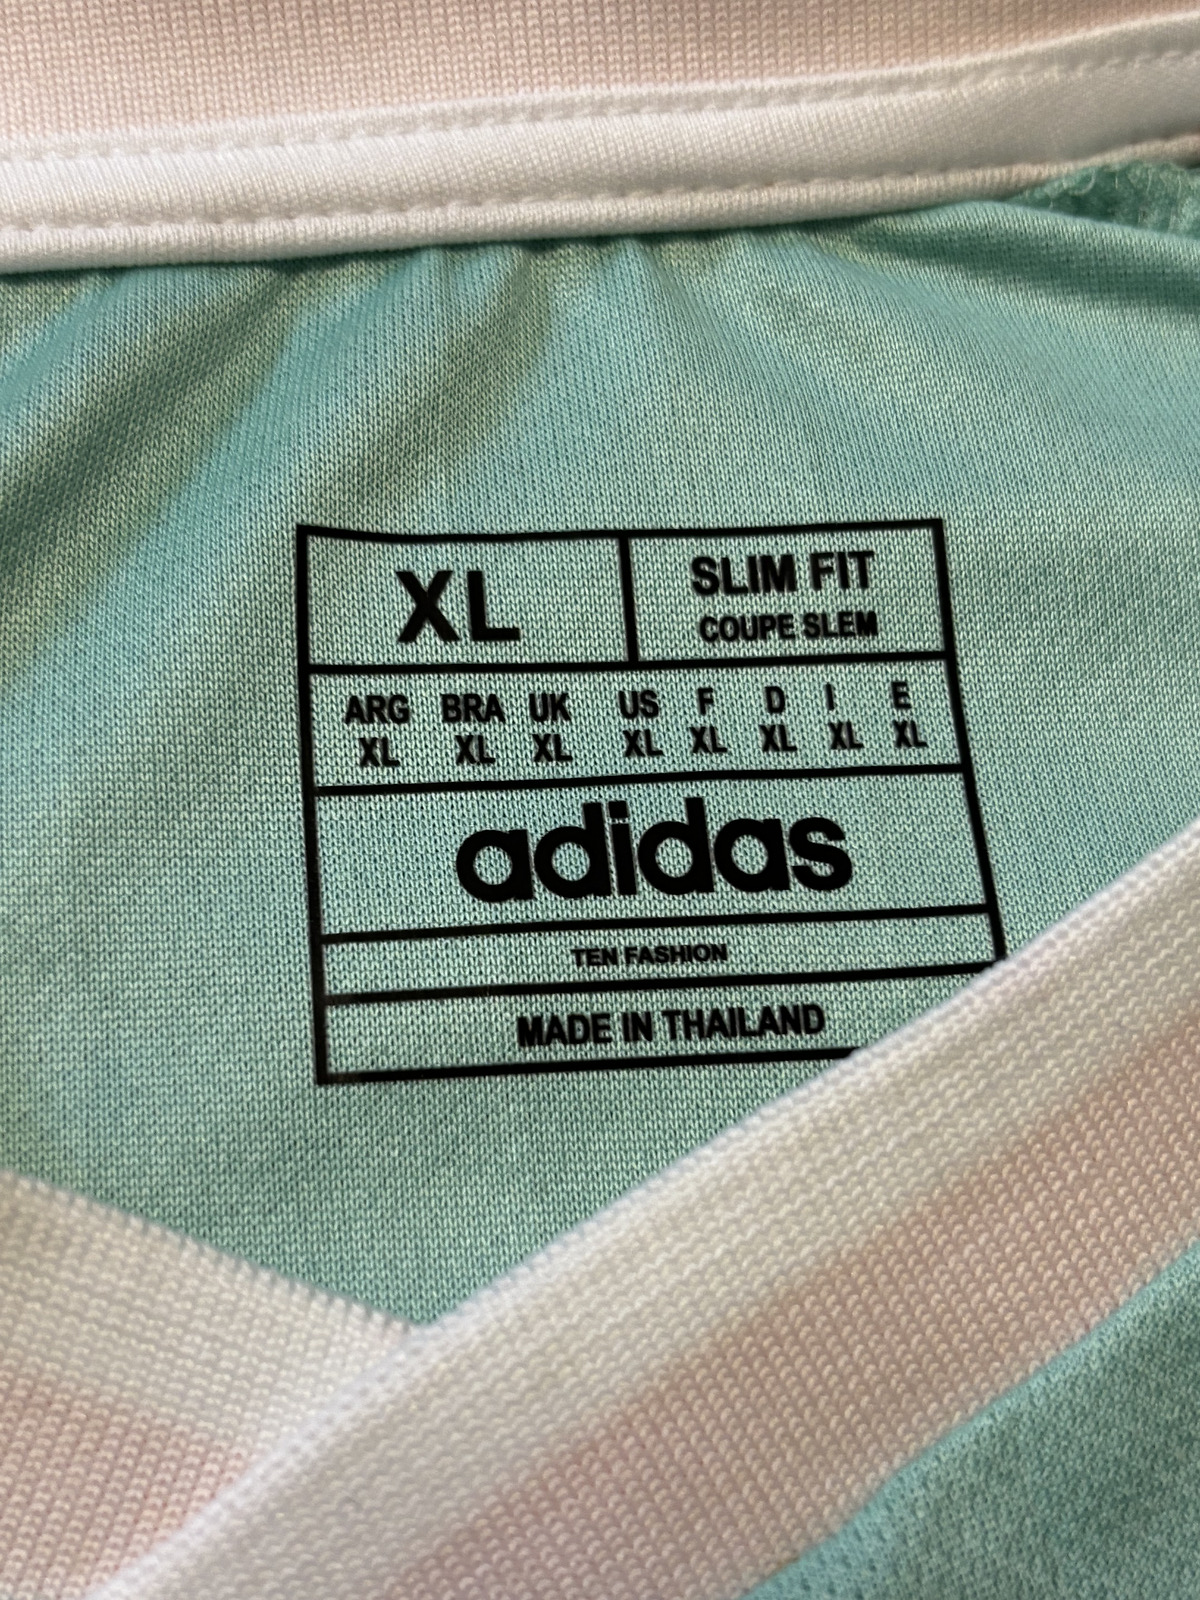 XL
SLIM FIT
COUPE SLEM
ARG BRA UK US F D I E
XL XL XL XL XL XL XL XL
adidas
TEN FASHION
MADE IN THAILAND